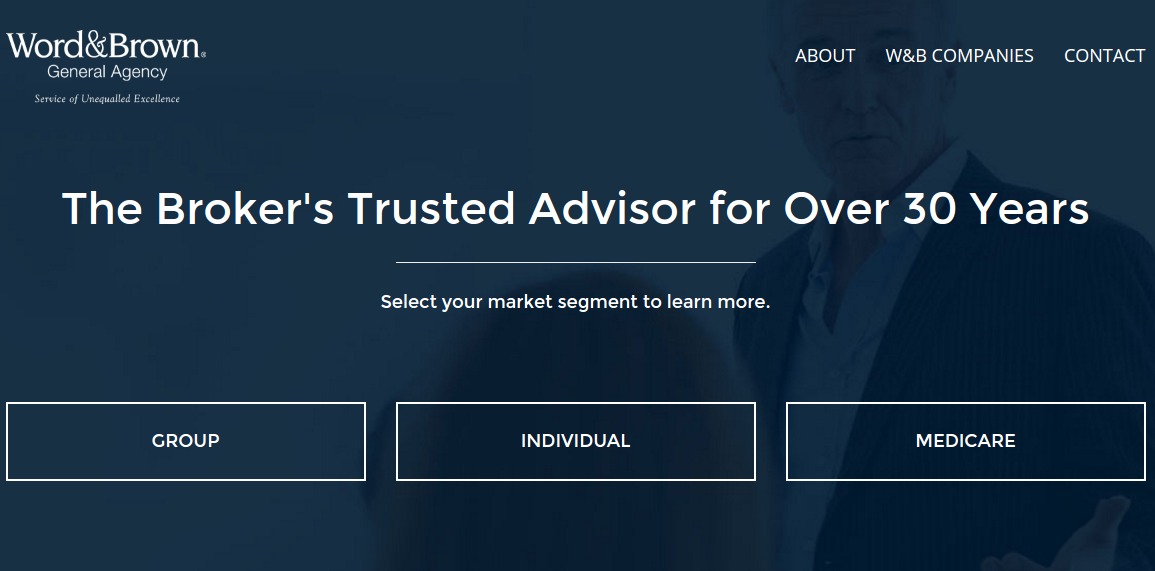 Word&Brown®
General Agency
Service of Unequalled Excellence
ABOUT W&B COMPANIES CONTACT
The Broker's Trusted Advisor for Over 30 Years
Select your market segment to learn more.
GROUP INDIVIDUAL MEDICARE